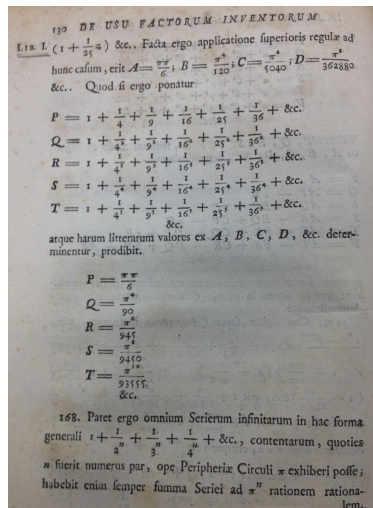 130 DE USU FACTORUM INVENTORUM
LIB. I. (1 + 1/25 z) &c.. Facta ergo applicatione superioris regulæ ad
hunc casum, erit A = ππ/6; B = π⁴/120; C = π⁶/5040; D = π⁸/362880
&c.. Quod si ergo ponatur
P = 1 + 1/4 + 1/9 + 1/16 + 1/25 + 1/36 + &c.
Q = 1 + 1/4² + 1/9² + 1/16² + 1/25² + 1/36² + &c.
R = 1 + 1/4³ + 1/9³ + 1/16³ + 1/25³ + 1/36³ + &c.
S = 1 + 1/4⁴ + 1/9⁴ + 1/16⁴ + 1/25⁴ + 1/36⁴ + &c.
T = 1 + 1/4⁵ + 1/9⁵ + 1/16⁵ + 1/25⁵ + 1/36⁵ + &c.
&c.
atque harum litterarum valores ex A, B, C, D, &c. deter-
minentur, prodibit.
P = ππ/6
Q = π⁴/90
R = π⁶/945
S = π⁸/9450
T = π¹⁰/93555.
&c.
168. Patet ergo omnium Serierum infinitarum in hac forma
generali 1 + 1/2ⁿ + 1/3ⁿ + 1/4ⁿ + &c., contentarum, quoties
n fuerit numerus par, ope Peripheriæ Circuli π exhiberi posse;
habebit enim semper summa Seriei ad πⁿ rationem rationa-
lem.